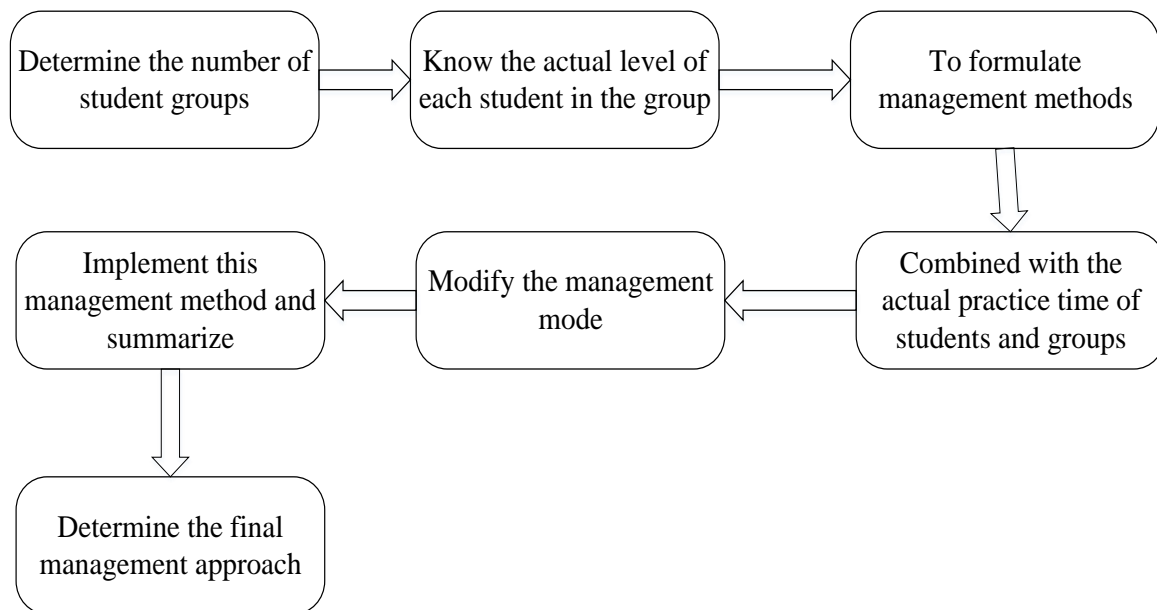 Determine the number of
student groups
Know the actual level of
each student in the group
To formulate
management methods
Combined with the
actual practice time of
students and groups
Modify the management
mode
Implement this
management method and
summarize
Determine the final
management approach